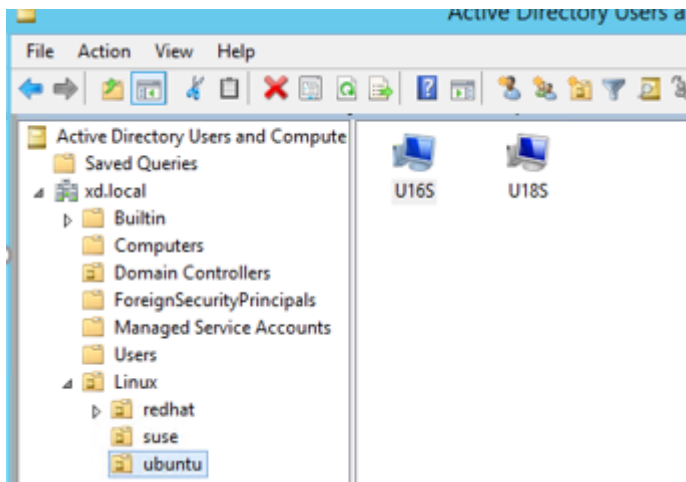 Active Directory Users a
File Action View Help
Active Directory Users and Compute
Saved Queries
xd.local
Builtin
Computers
Domain Controllers
ForeignSecurityPrincipals
Managed Service Accounts
Users
Linux
redhat
suse
ubuntu
U16S
U18S